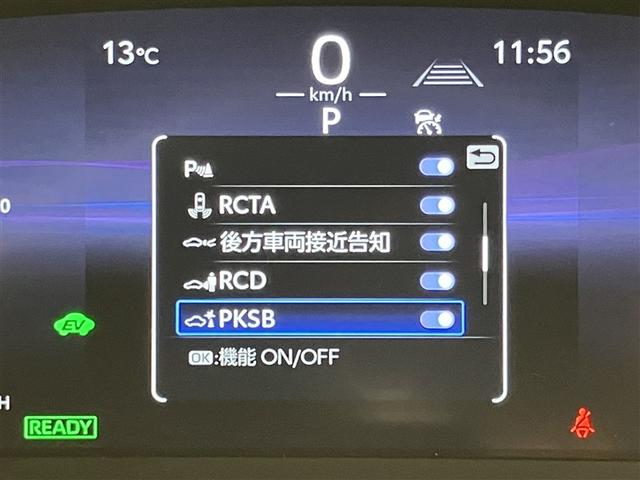 13℃
0
11:56
km/h
P
P
RCTA
0
後方車両接近告知
RCD
PKSB
EV
OK:機能 ON/OFF
H
READY